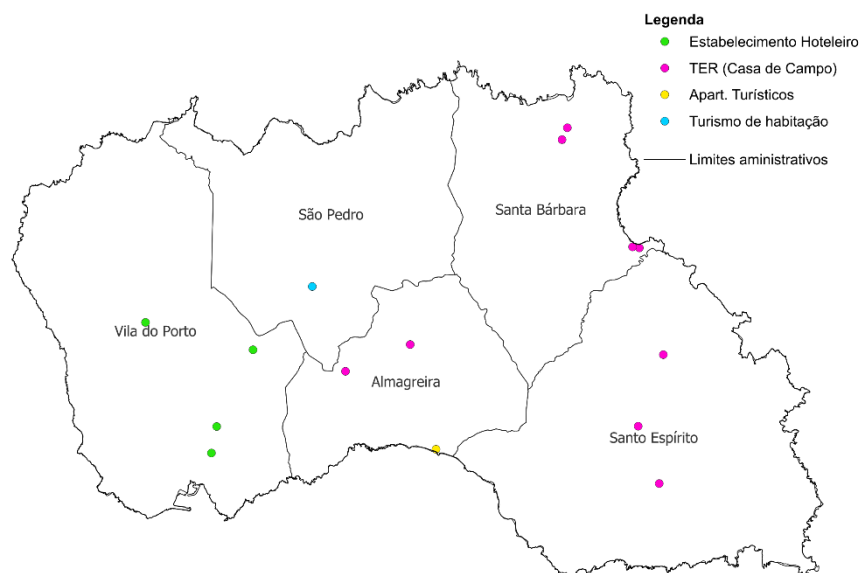 Legenda
Estabelecimento Hoteleiro
TER (Casa de Campo)
Apart. Turísticos
Turismo de habitação
Limites aministrativos
São Pedro
Santa Bárbara
Vila do Porto
Almagreira
Santo Espírito